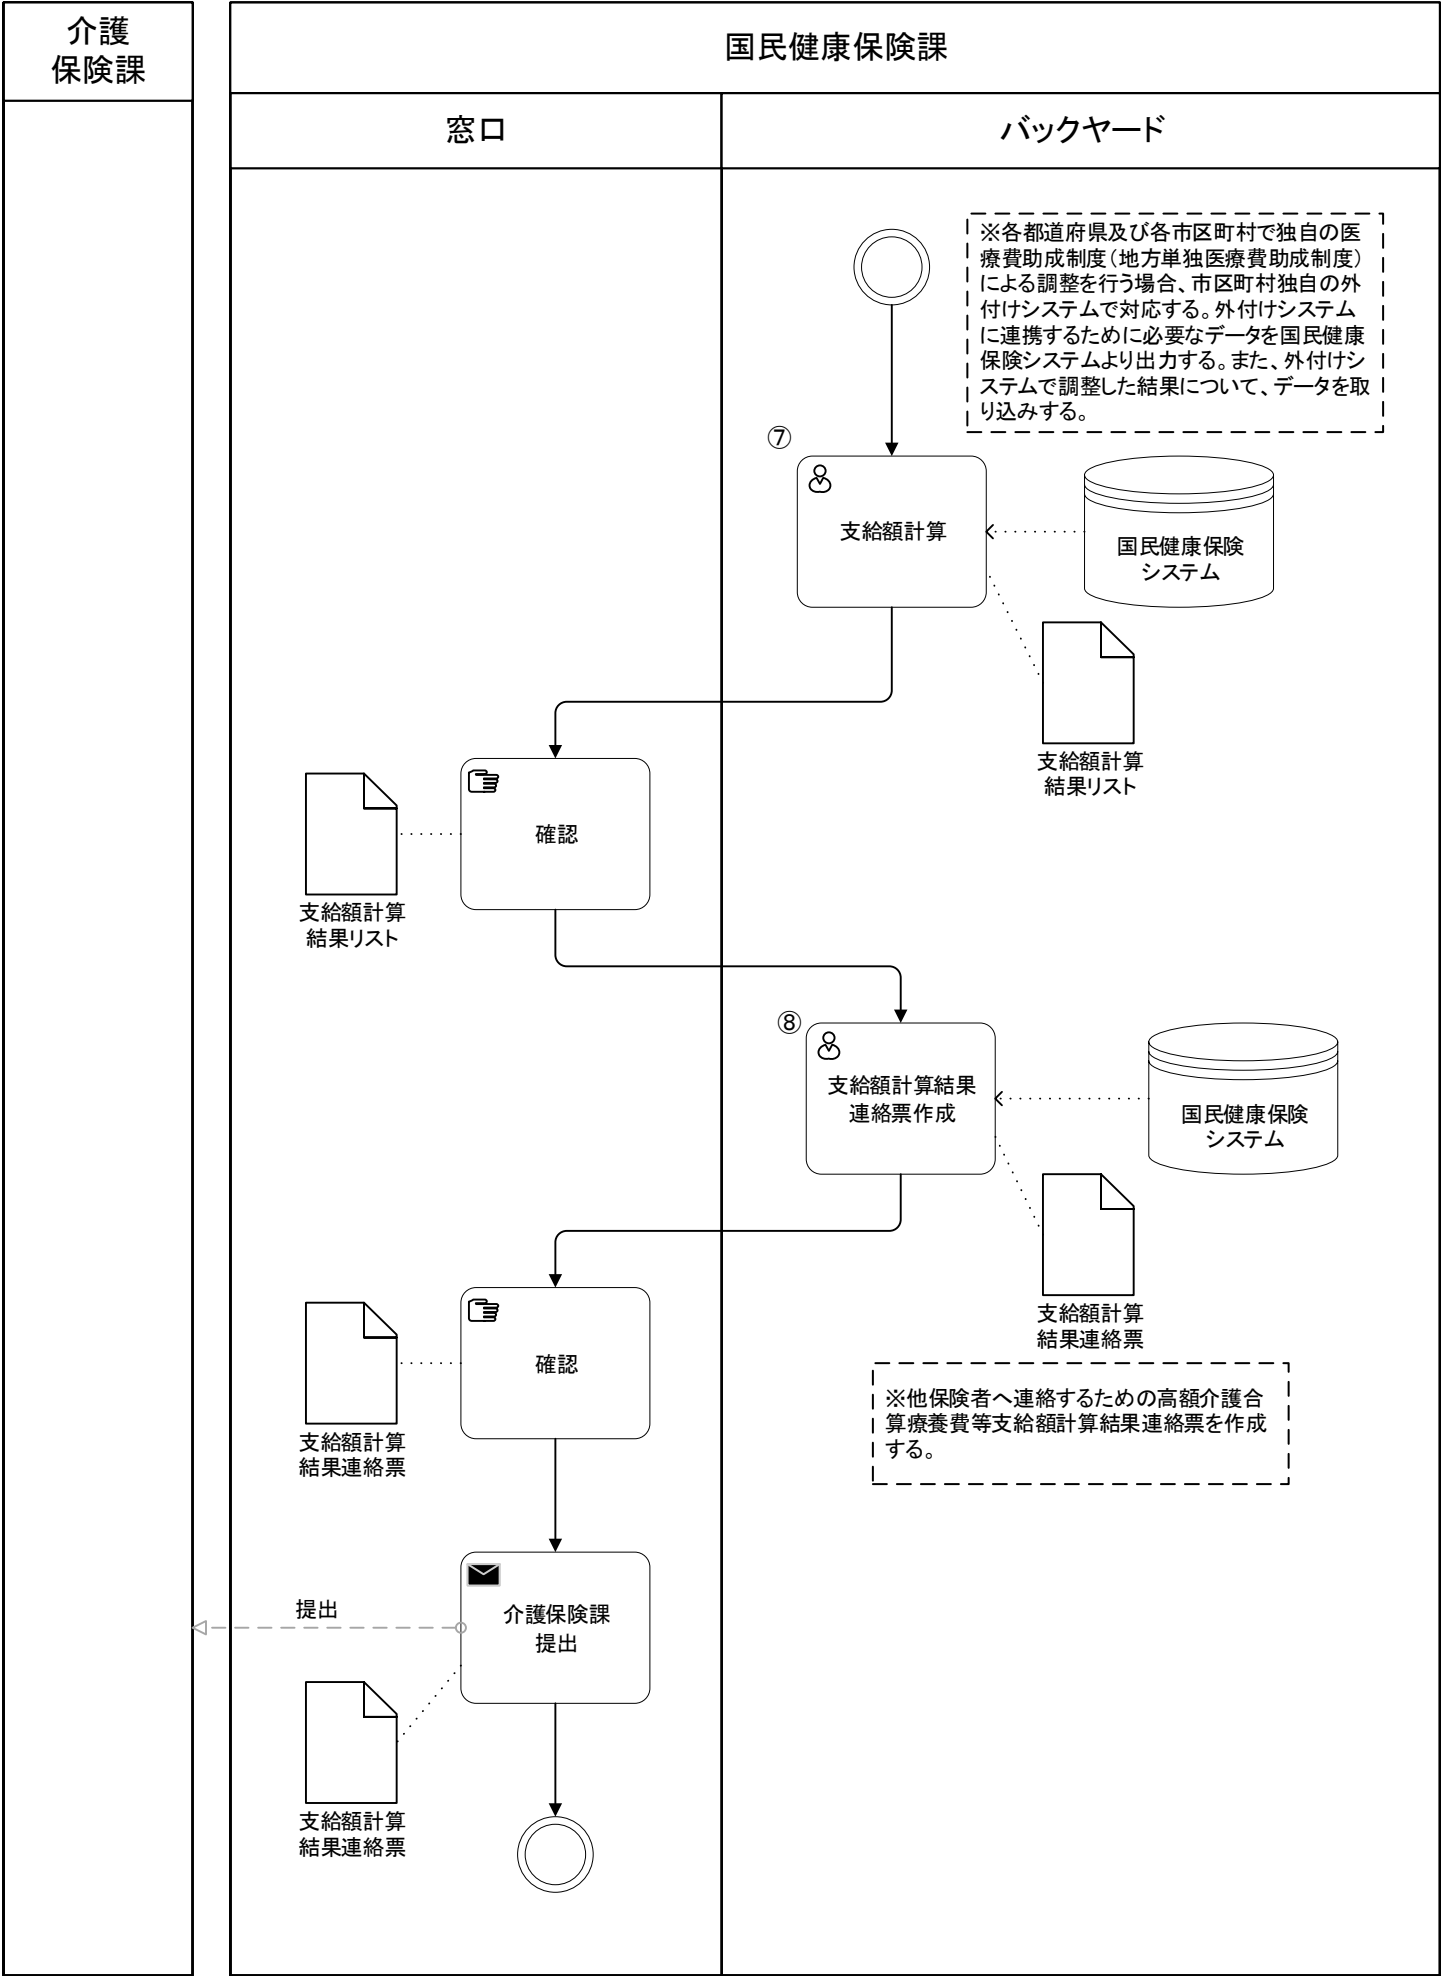 介護
保険課
国民健康保険課
窓口
バックヤード
※各都道府県及び各市区町村で独自の医
療費助成制度（地方単独医療費助成制度）
による調整を行う場合、市区町村独自の外
付けシステムで対応する。外付けシステム
に連携するために必要なデータを国民健康
保険システムより出力する。また、外付けシ
ステムで調整した結果について、データを取
り込みする。
⑦
支給額計算
国民健康保険
システム
支給額計算
結果リスト
確認
支給額計算
結果リスト
⑧
支給額計算結果
連絡票作成
国民健康保険
システム
支給額計算
結果連絡票
確認
支給額計算
結果連絡票
※他保険者へ連絡するための高額介護合
算療養費等支給額計算結果連絡票を作成
する。
提出
介護保険課
提出
支給額計算
結果連絡票